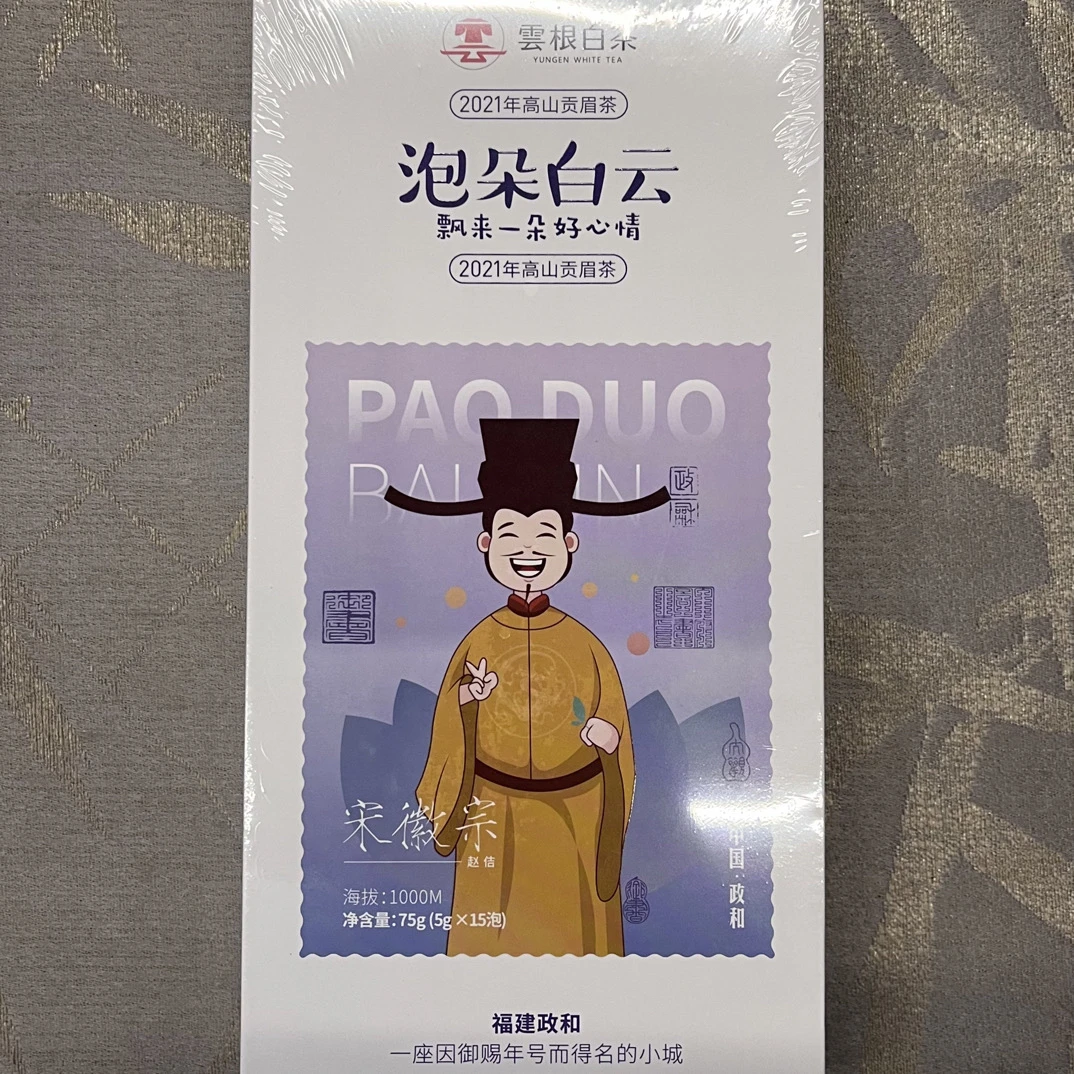 雲根白茶
YUNGEN WHITE TEA
2021年高山贡眉茶
泡朵白云
飘来一朵好心情
2021年高山贡眉茶
PAO DUO
政和
御書
宋徽宗
赵佶
海拔:1000M
净含量:75g (5g×15泡)
中国·政和
福建政和
一座因御赐年号而得名的小城